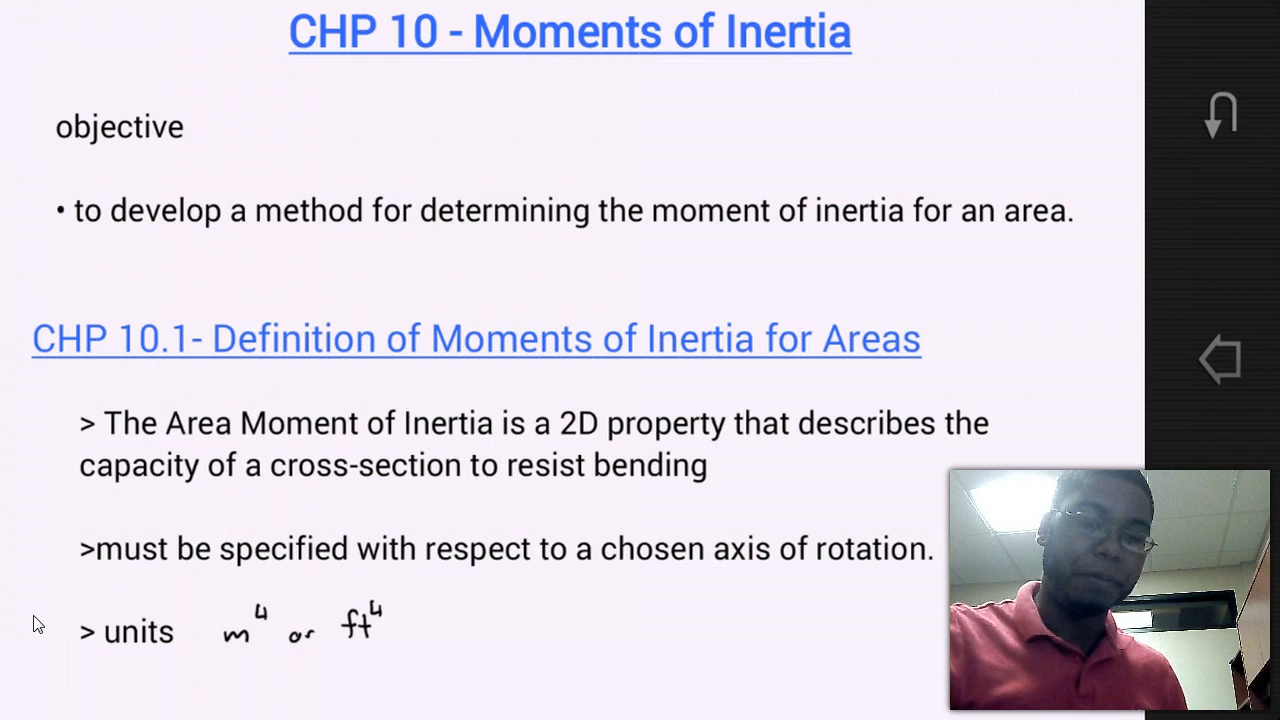 CHP 10 - Moments of Inertia
objective
• to develop a method for determining the moment of inertia for an area.
CHP 10.1- Definition of Moments of Inertia for Areas
> The Area Moment of Inertia is a 2D property that describes the
capacity of a cross-section to resist bending
>must be specified with respect to a chosen axis of rotation.
> units m⁴ or ft⁴